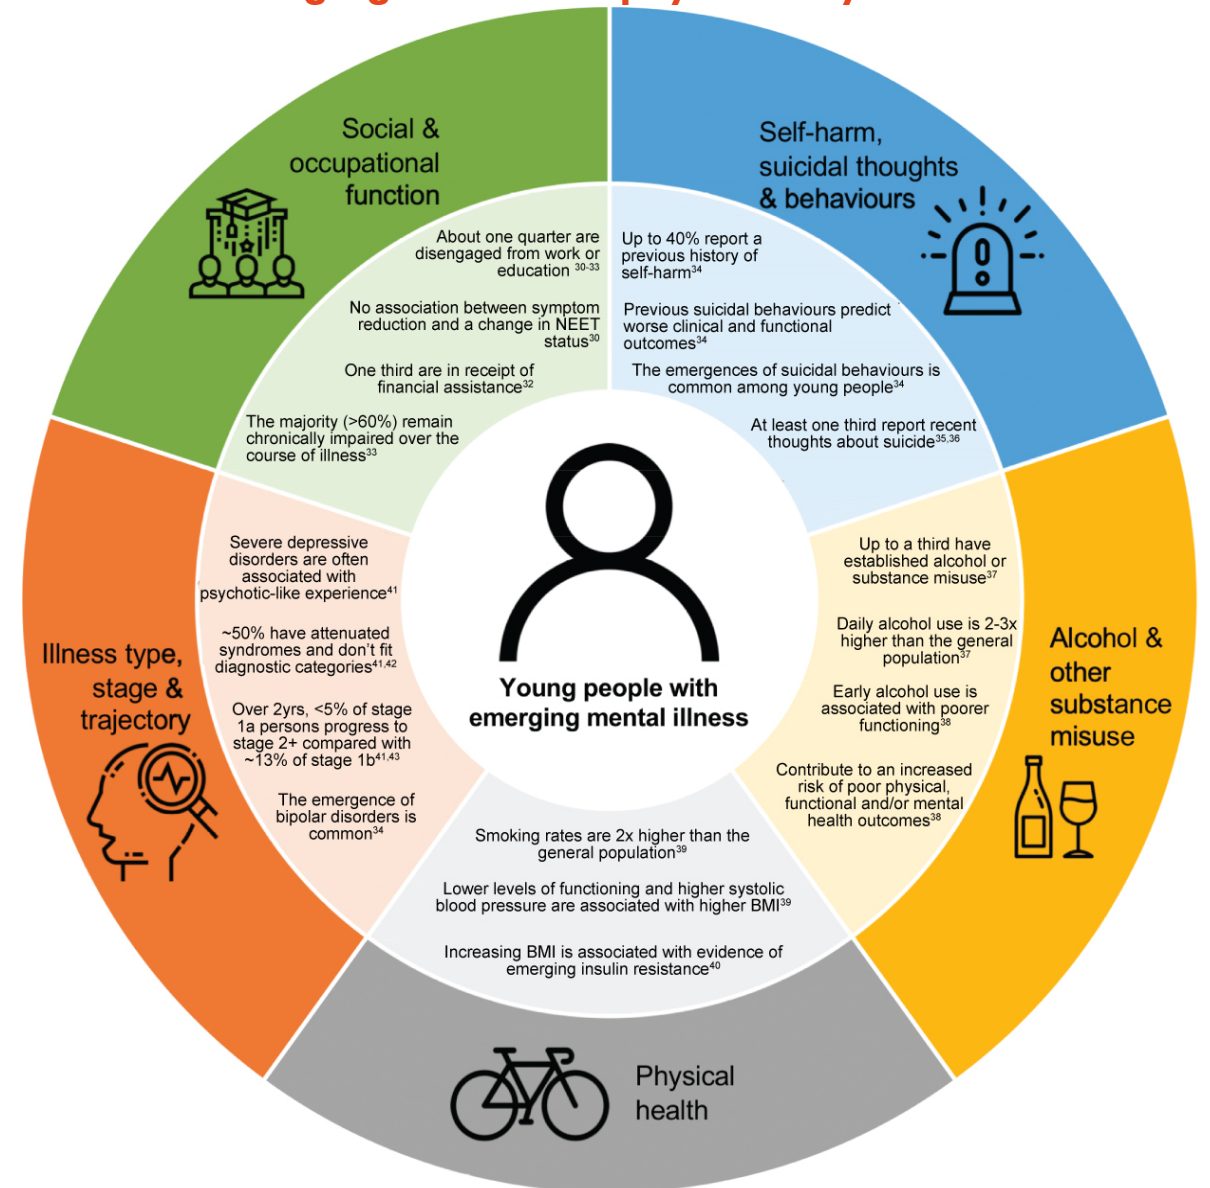 Social &
occupational
function
About one quarter are
disengaged from work or
education 30-33
No association between symptom
reduction and a change in NEET
status30
One third are in receipt of
financial assistance32
The majority (>60%) remain
chronically impaired over the
course of illness33
Self-harm,
suicidal thoughts
& behaviours
Up to 40% report a
previous history of
self-harm34
Previous suicidal behaviours predict
worse clinical and functional
outcomes34
The emergences of suicidal behaviours is
common among young people34
At least one third report recent
thoughts about suicide35,36
Alcohol &
other
substance
misuse
Up to a third have
established alcohol or
substance misuse37
Daily alcohol use is 2-3x
higher than the general
population37
Early alcohol use is
associated with poorer
functioning38
Contribute to an increased
risk of poor physical,
functional and/or mental
health outcomes38
Physical
health
Smoking rates are 2x higher than the
general population39
Lower levels of functioning and higher systolic
blood pressure are associated with higher BMI39
Increasing BMI is associated with evidence of
emerging insulin resistance40
Illness type,
stage &
trajectory
Severe depressive
disorders are often
associated with
psychotic-like experience41
~50% have attenuated
syndromes and don't fit
diagnostic categories41,42
Over 2yrs, <5% of stage
1a persons progress to
stage 2+ compared with
~13% of stage 1b41,43
The emergence of
bipolar disorders is
common34
Young people with
emerging mental illness